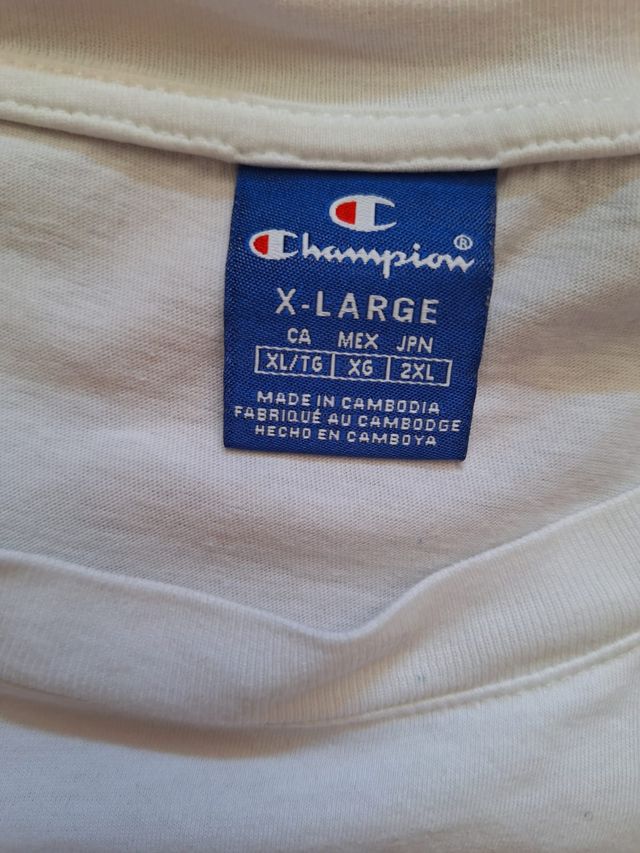 Champion®
X-LARGE
CA MEX JPN
XL/TG XG 2XL
MADE IN CAMBODIA
FABRIQUÉ AU CAMBODGE
HECHO EN CAMBOYA